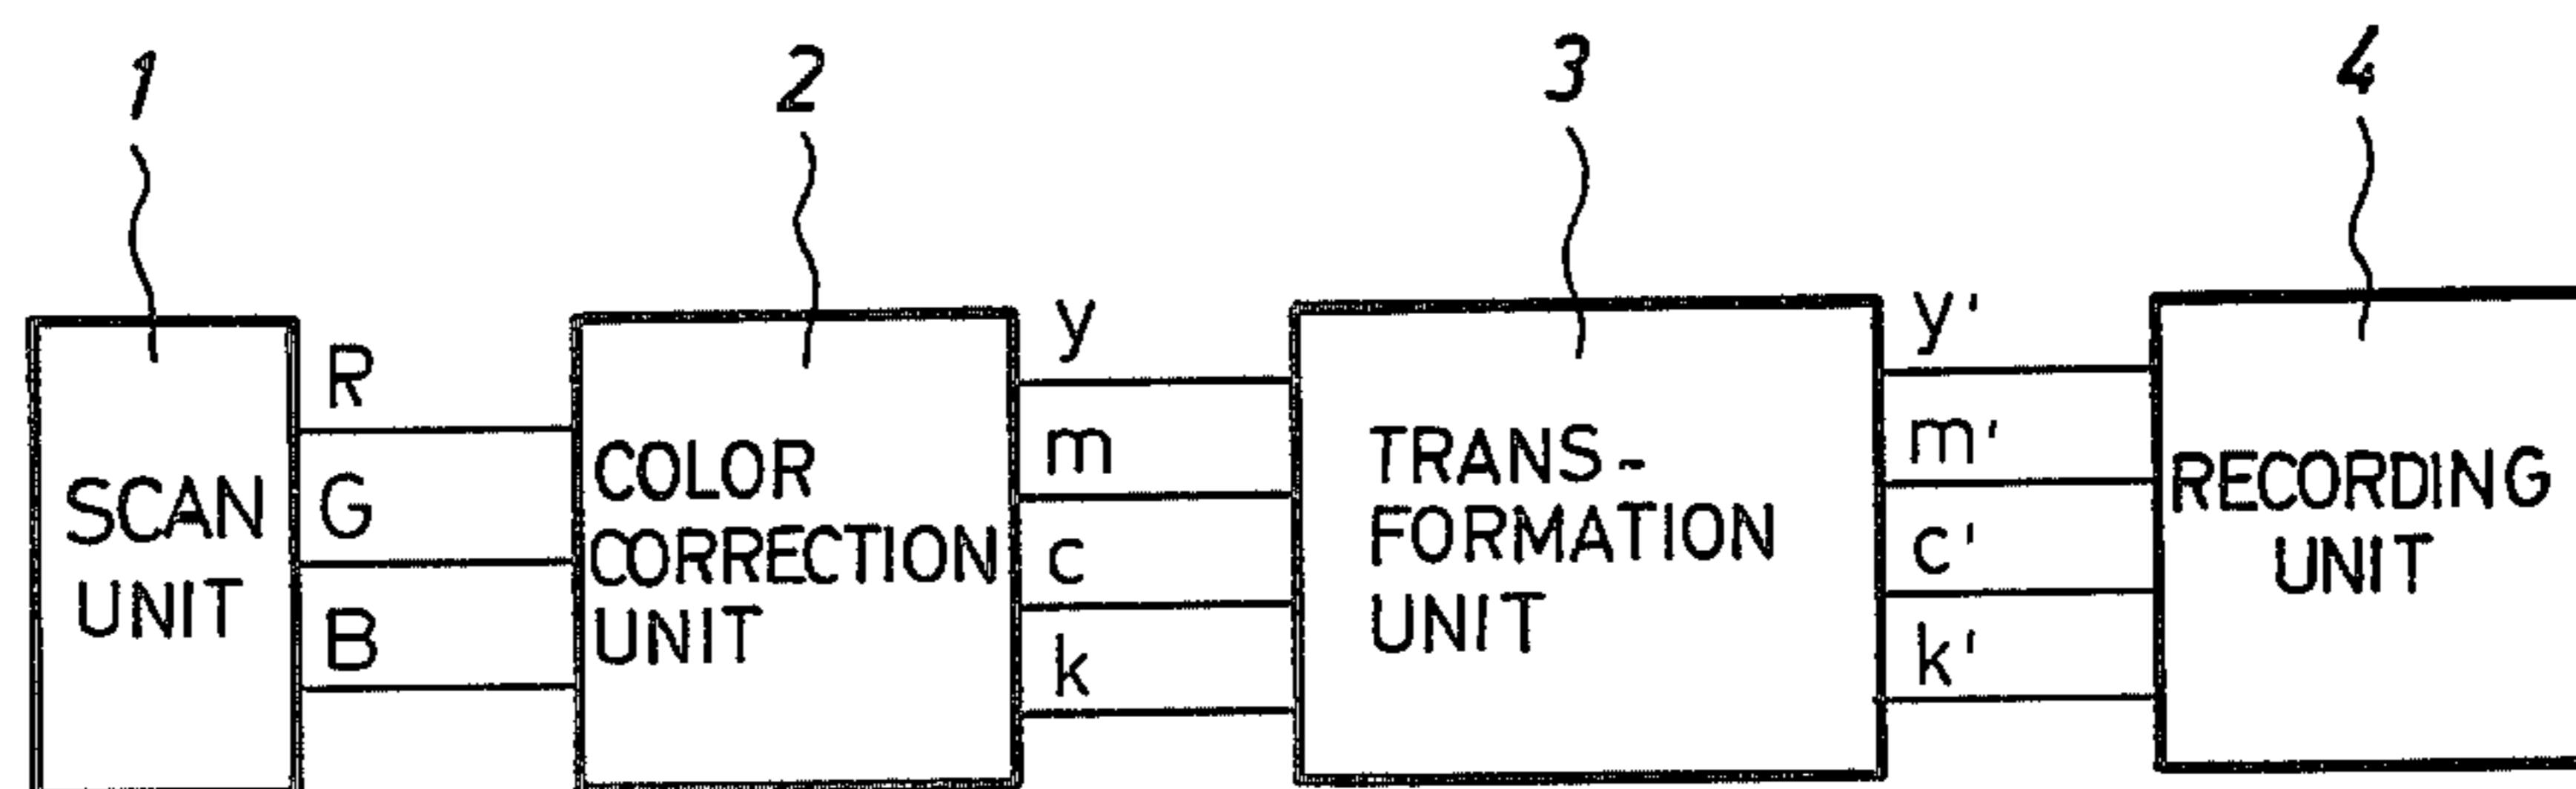 1
2
3
4
SCAN
UNIT
R
G
B
COLOR
CORRECTION
UNIT
y
m
c
k
TRANS-
FORMATION
UNIT
y'
m'
c'
k'
RECORDING
UNIT